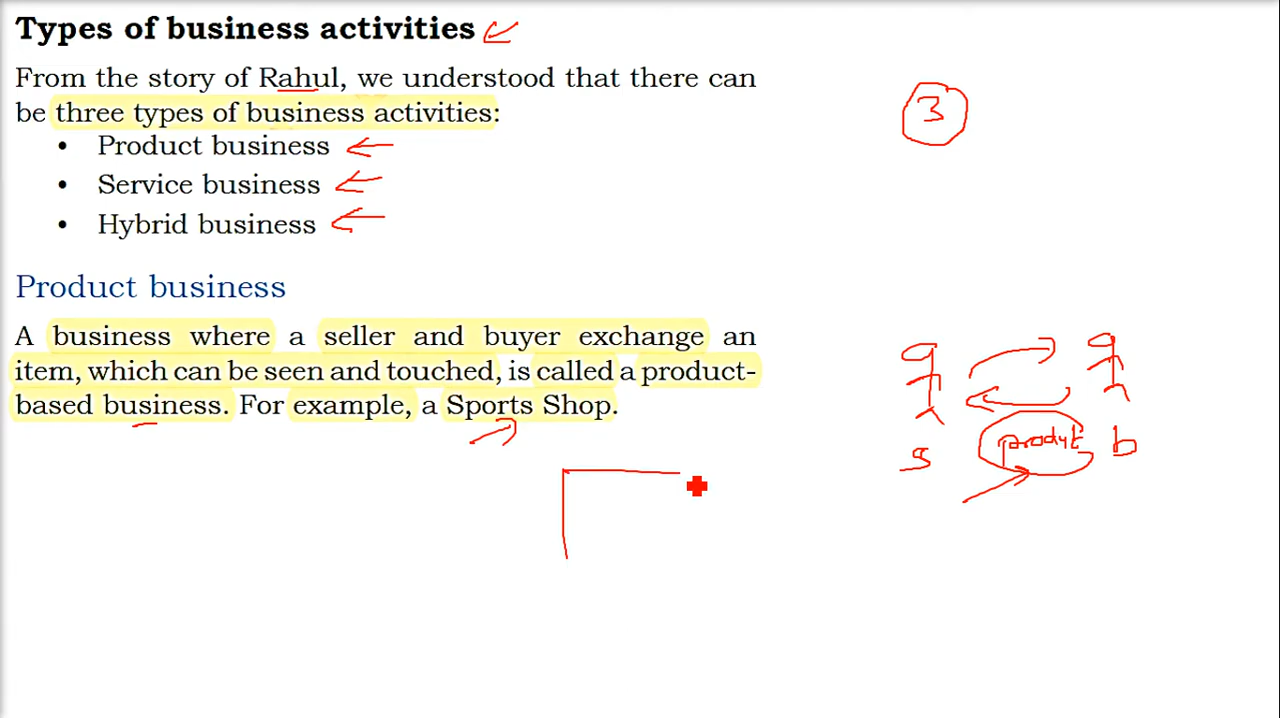 Types of business activities
From the story of Rahul, we understood that there can
be three types of business activities:
• Product business
• Service business
• Hybrid business
3
Product business
A business where a seller and buyer exchange an
item, which can be seen and touched, is called a product-
based business. For example, a Sports Shop.
s product b